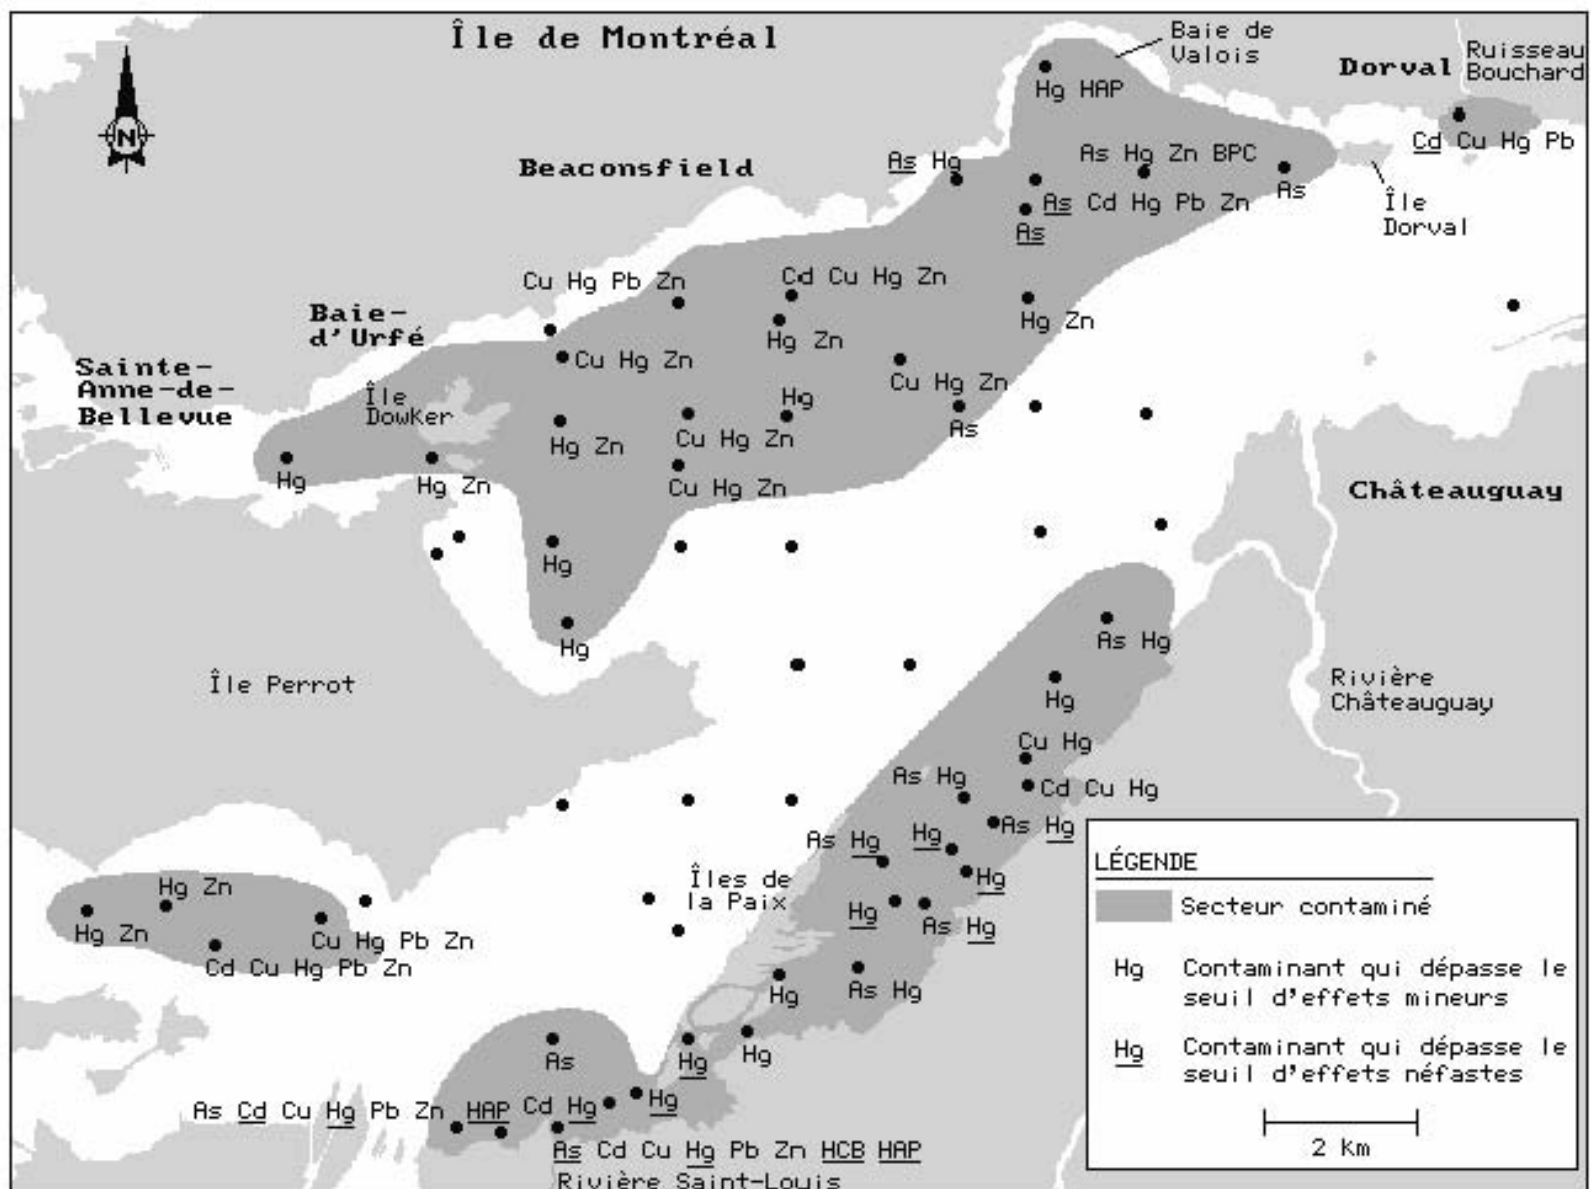 Île de Montréal
Baie de
Valois
Dorval
Ruisseau
Bouchard
N
Hg HAP
Cd Cu Hg Pb
Beaconsfield
As Hg
As Hg Zn BPC
As
As Cd Hg Pb Zn
As
Île
Dorval
Cu Hg Pb Zn
Cd Cu Hg Zn
Baie-
d'Urfé
Hg Zn
Hg Zn
Sainte-
Anne-de-
Bellevue
Cu Hg Zn
Cu Hg Zn
Île
Dowker
Hg
As
Hg Zn
Cu Hg Zn
Hg
Hg Zn
Cu Hg Zn
Châteauguay
Hg
Hg
As Hg
Île Perrot
Hg
Rivière
Châteauguay
Cu Hg
As Hg
Cd Cu Hg
As Hg
As Hg
Hg
Hg
Îles de
la Paix
Hg
As Hg
Hg Zn
Hg Zn
Cu Hg Pb Zn
Cd Cu Hg Pb Zn
Hg
As Hg
As
Hg
Hg
As Cd Cu Hg Pb Zn HAP
Cd Hg
Hg
As Cd Cu Hg Pb Zn HCB HAP
Rivière Saint-Louis
LÉGENDE
Secteur contaminé
Hg Contaminant qui dépasse le
seuil d'effets mineurs
Hg Contaminant qui dépasse le
seuil d'effets néfastes
2 Km